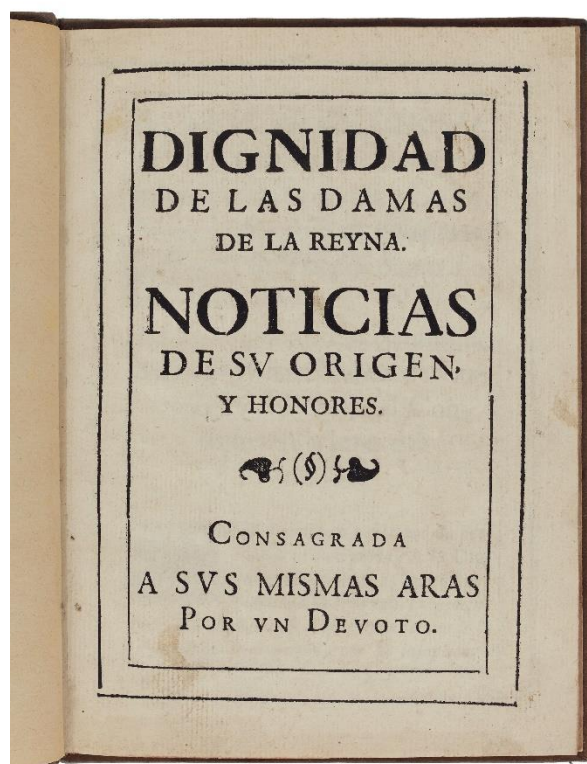 DIGNIDAD
DE LAS DAMAS
DE LA REYNA.
NOTICIAS
DE SV ORIGEN,
Y HONORES.
(§)
CONSAGRADA
A SVS MISMAS ARAS
POR VN DEVOTO.